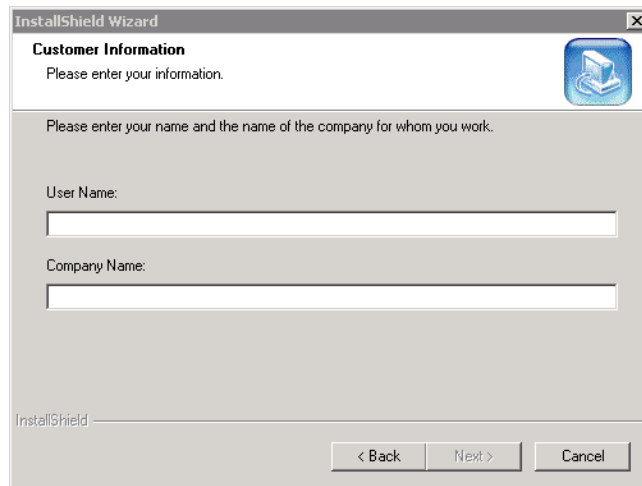 InstallShield Wizard
Customer Information
Please enter your information.
Please enter your name and the name of the company for whom you work.
User Name:
Company Name:
InstallShield
< Back Next > Cancel